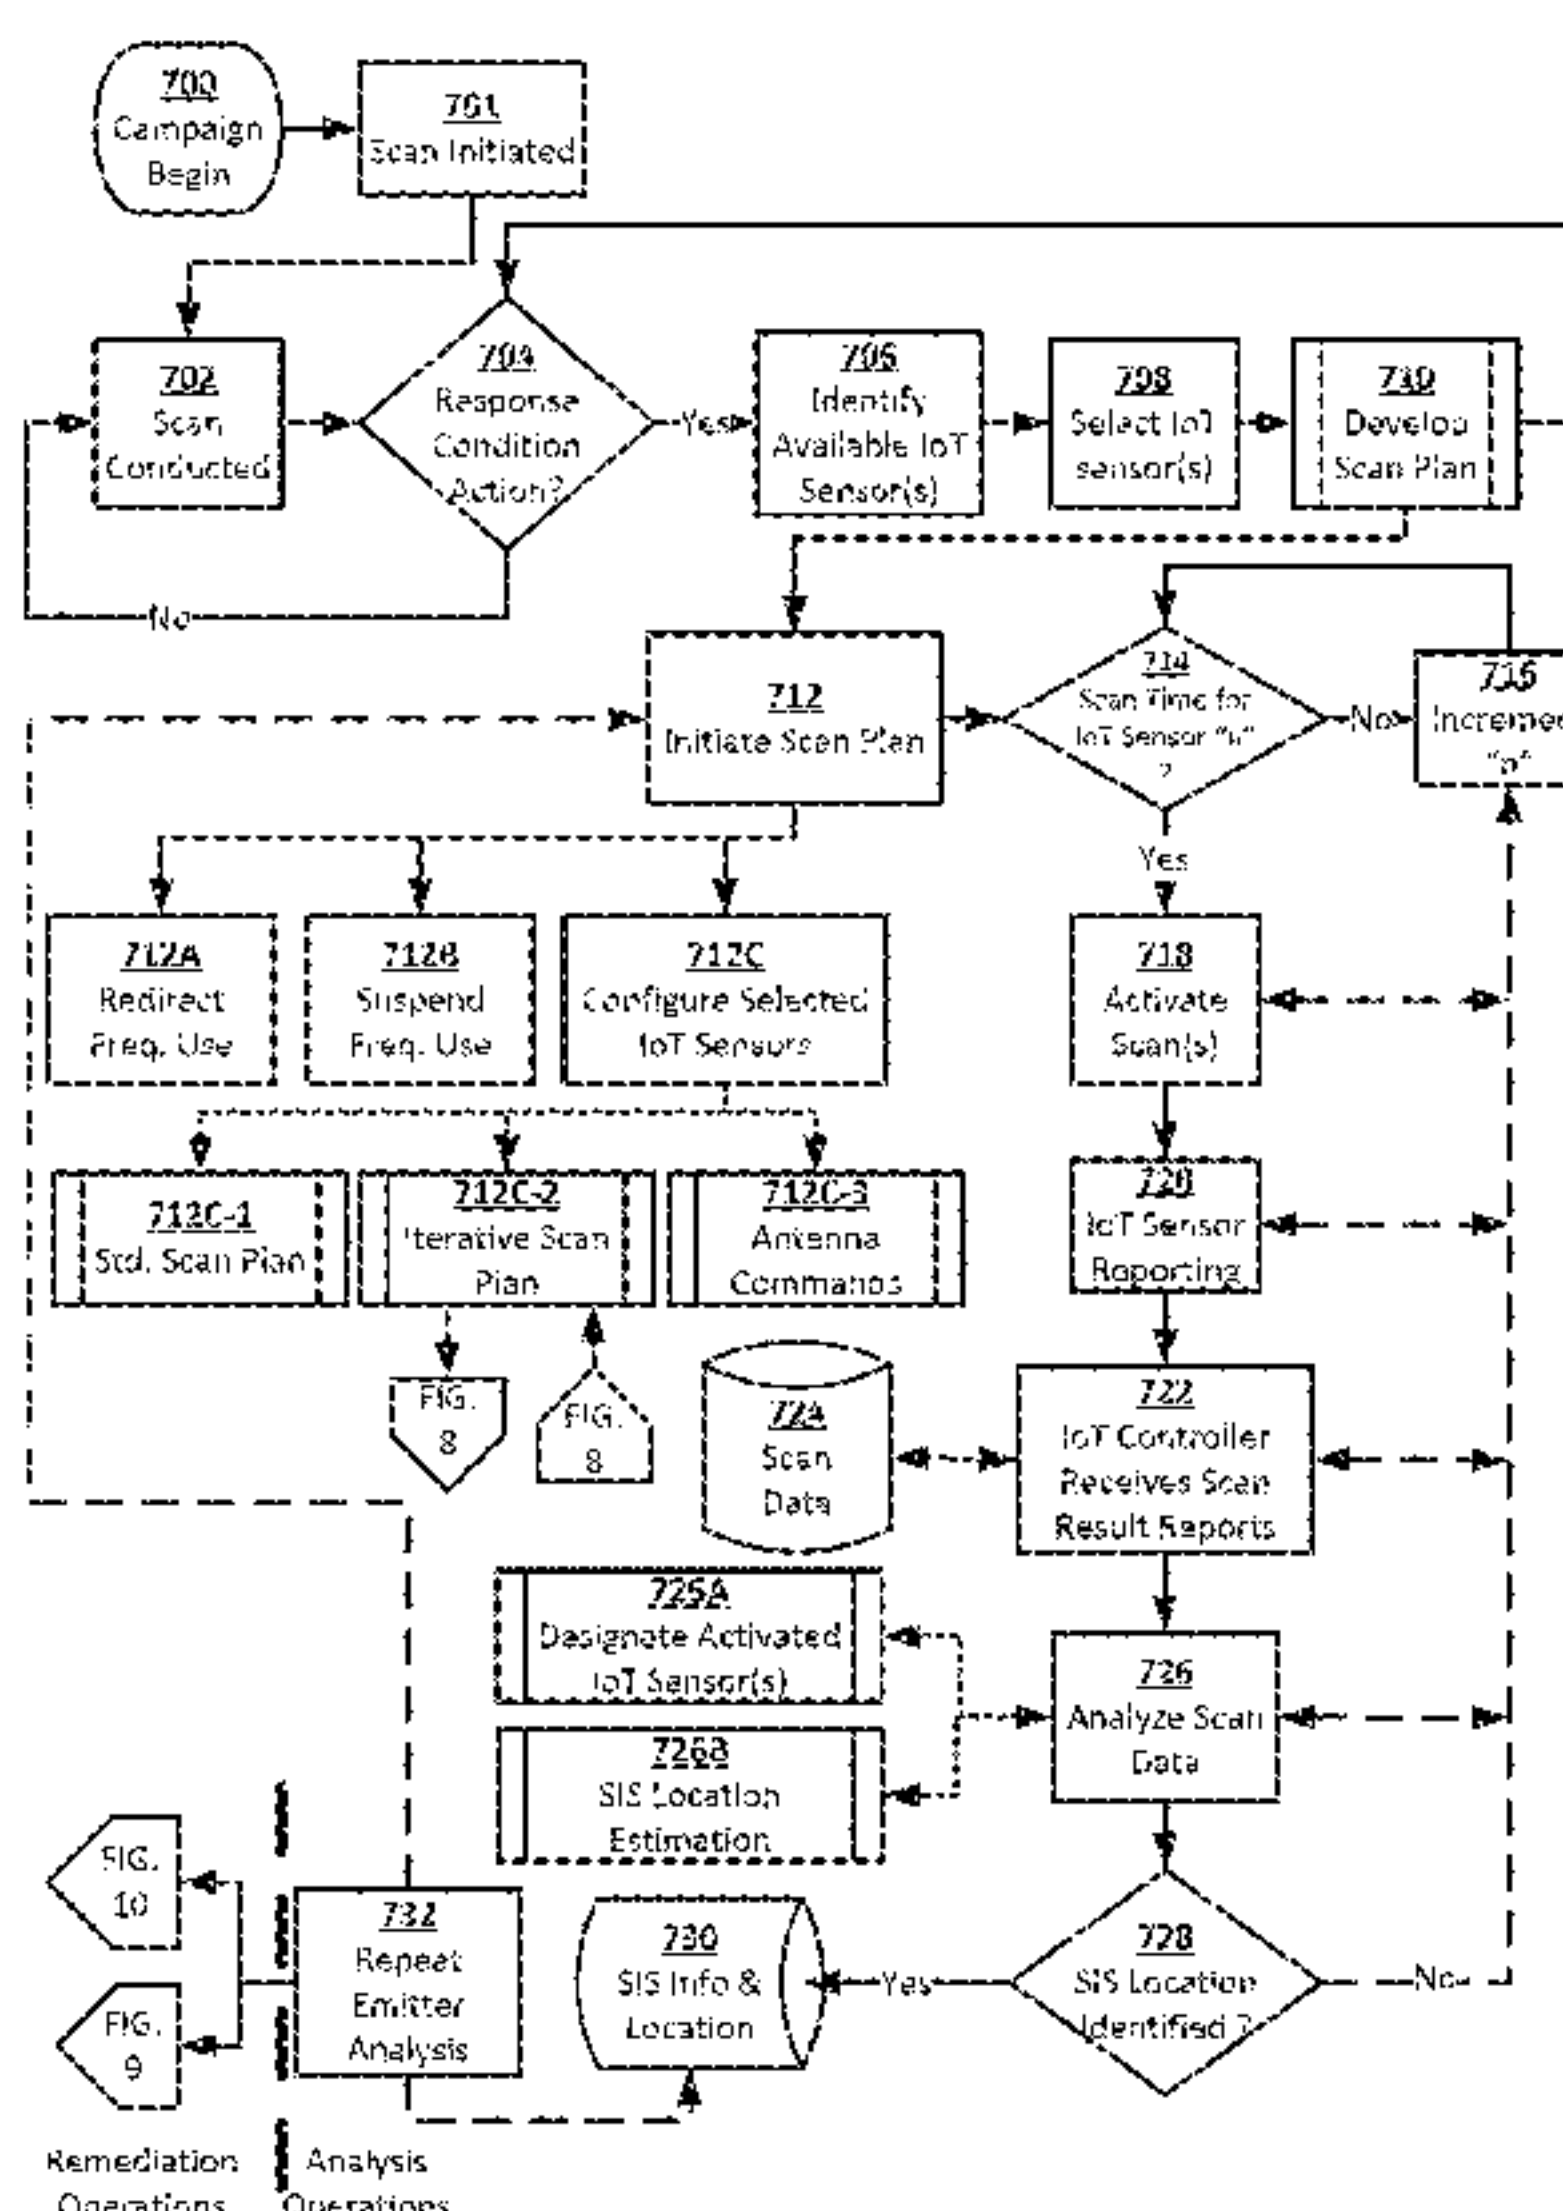 700
Campaign
Begin
701
Scan Initiated
702
Scan
Conducted
704
Response
Condition
Action?
Yes
No
706
Identify
Available IoT
Sensor(s)
708
Select IoT
sensor(s)
710
Develop
Scan Plan
712
Initiate Scan Plan
714
Scan Time for
IoT Sensor "n"
?
No
716
Incremen
"n"
Yes
712A
Redirect
Freq. Use
712B
Suspend
Freq. Use
712C
Configure Selected
IoT Sensors
718
Activate
Scan(s)
712C-1
Std. Scan Plan
712C-2
Iterative Scan
Plan
712C-3
Antenna
Commands
720
IoT Sensor
Reporting
FIG.
8
FIG.
8
724
Scan
Data
722
IoT Controller
Receives Scan
Result Reports
726A
Designate Activated
IoT Sensor(s)
726
Analyze Scan
Data
726B
SIS Location
Estimation
FIG.
10
FIG.
9
732
Repeat
Emitter
Analysis
730
SIS Info &
Location
Yes
728
SIS Location
Identified ?
No
Remediation
Operations
Analysis
Operations